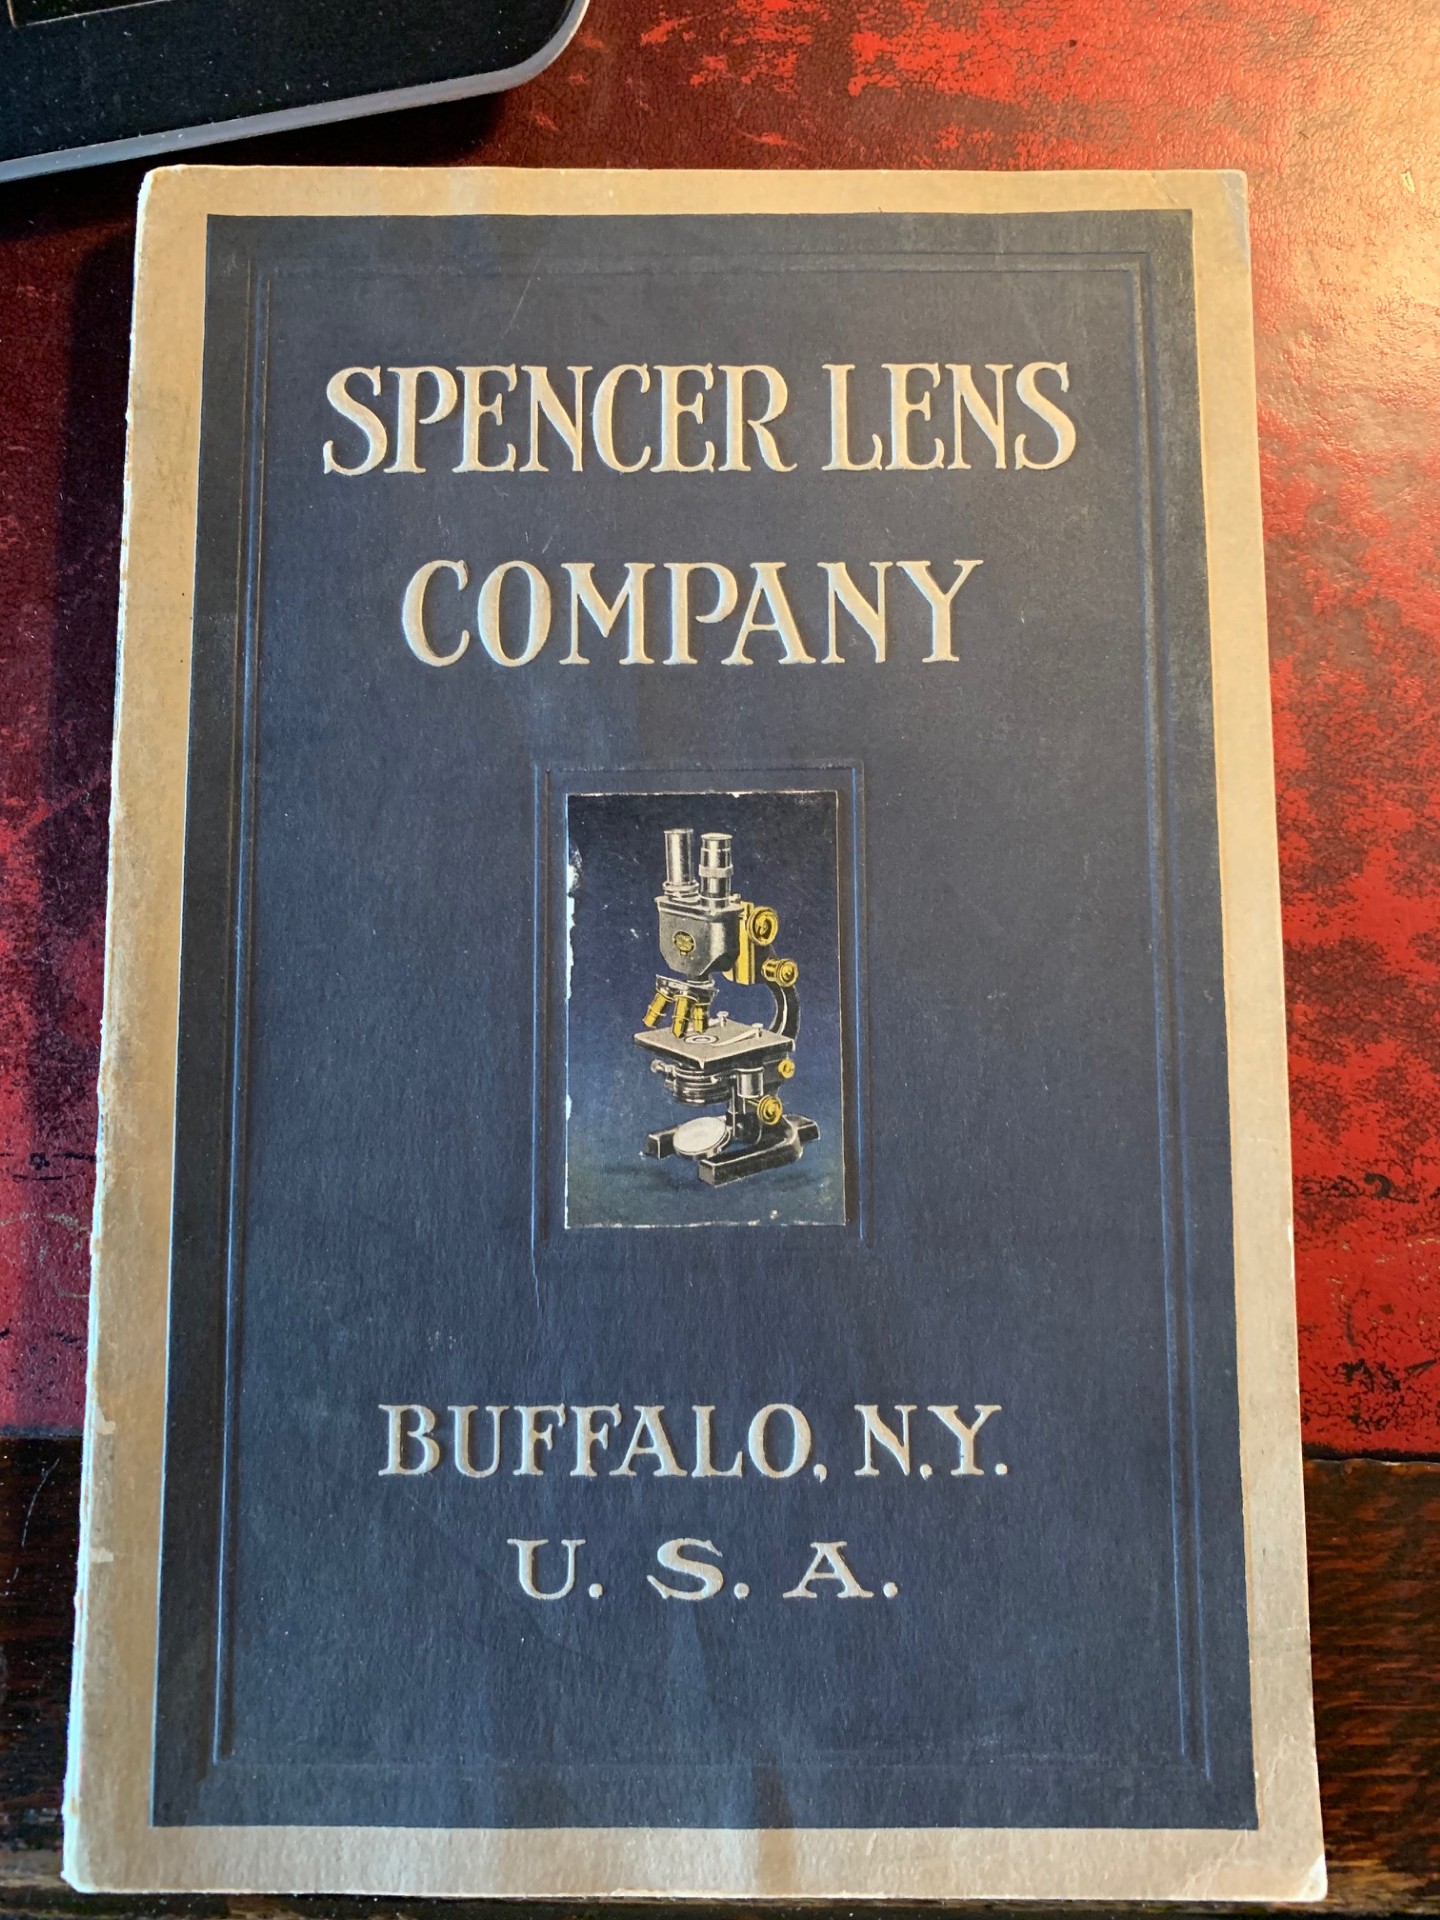 SPENCER LENS
COMPANY
BUFFALO, N.Y.
U. S. A.